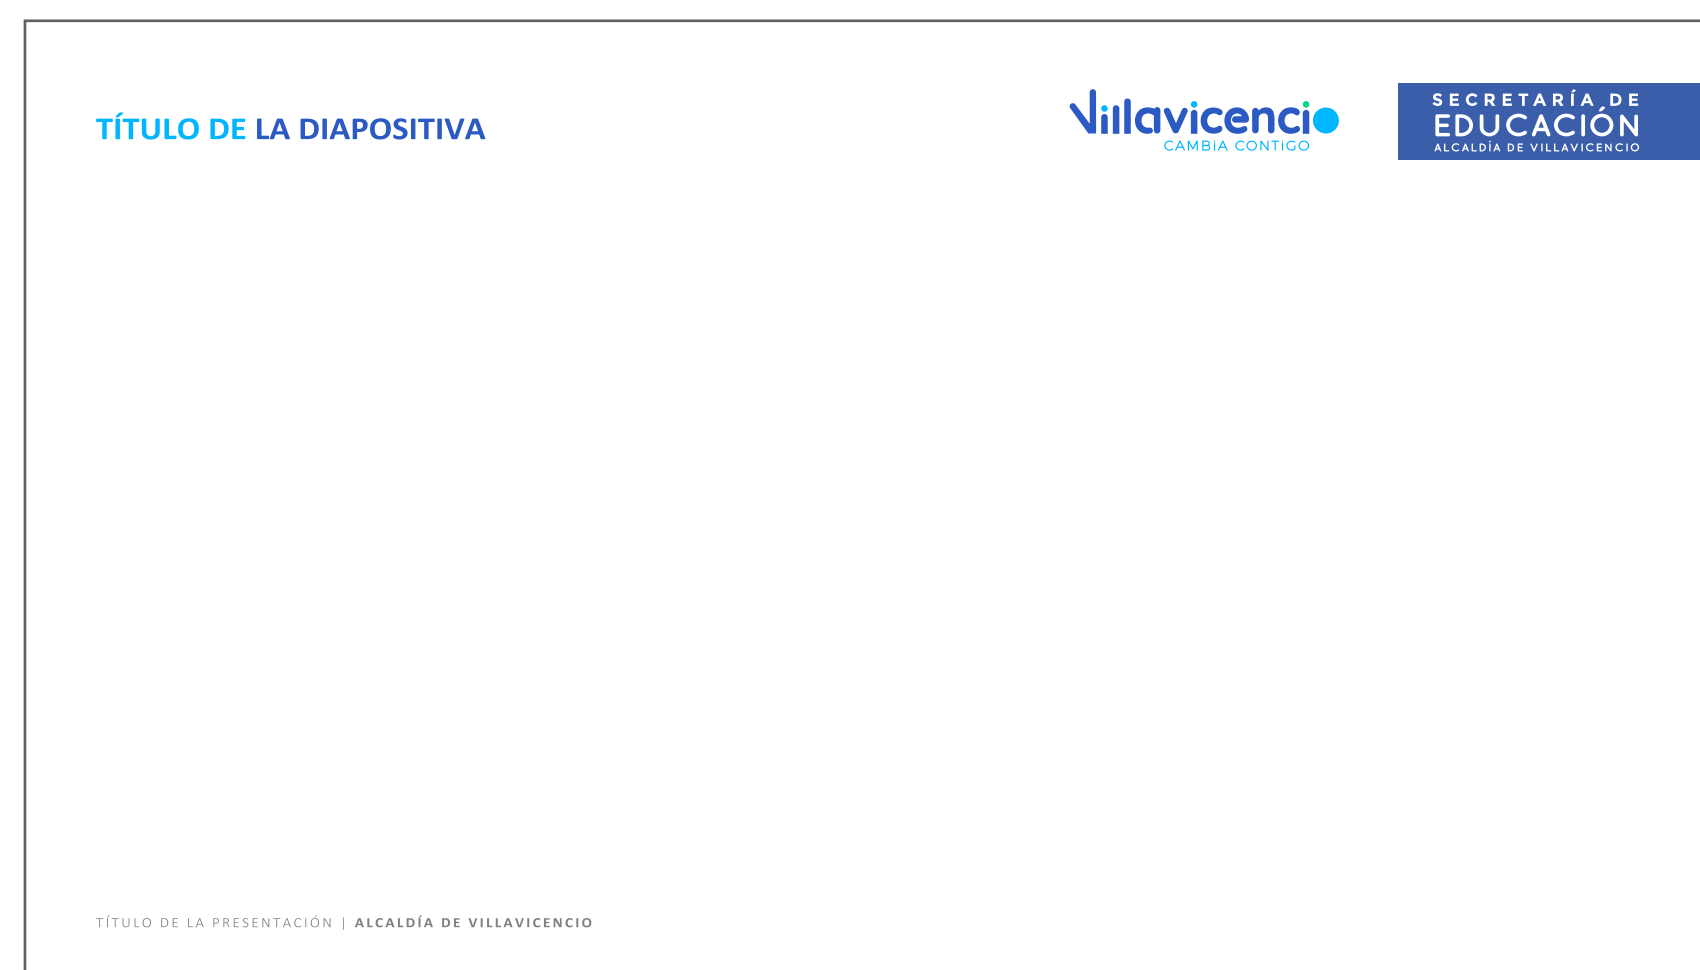 TÍTULO DE LA DIAPOSITIVA
Villavicencio
CAMBIA CONTIGO
SECRETARÍA DE
EDUCACIÓN
ALCALDÍA DE VILLAVICENCIO
TÍTULO DE LA PRESENTACIÓN | ALCALDÍA DE VILLAVICENCIO